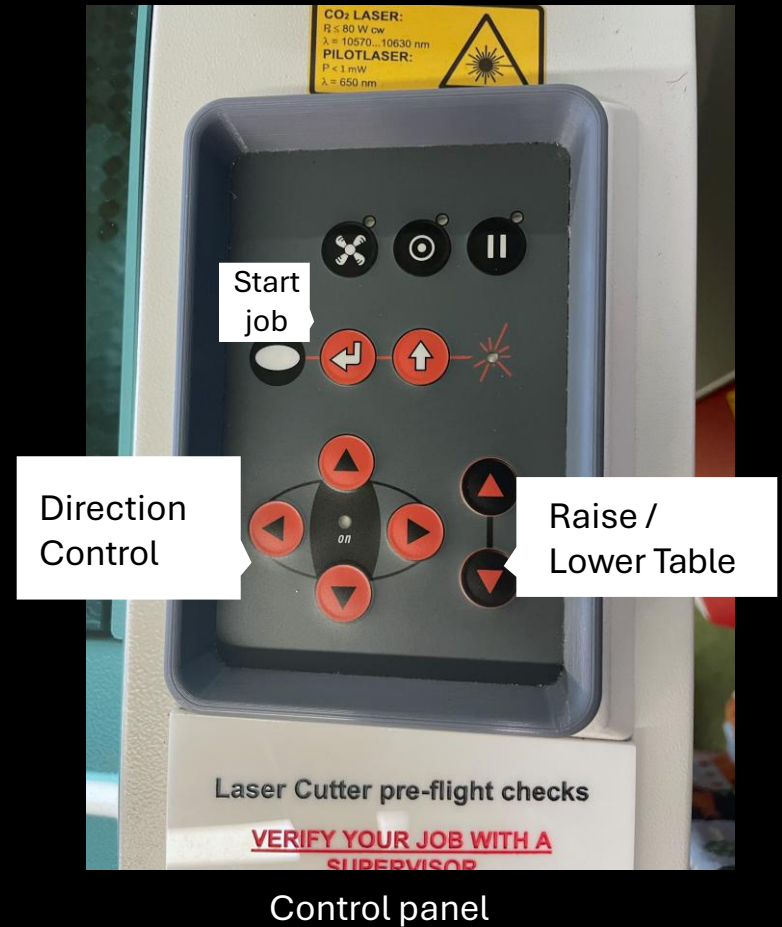 CO₂ LASER:
P ≤ 80 W cw
λ = 10570...10630 nm
PILOTLASER:
P < 1 mW
λ = 650 nm
Start
job
on
Direction
Control
Raise /
Lower Table
Laser Cutter pre-flight checks
VERIFY YOUR JOB WITH A
SUPERVISOR
Control panel